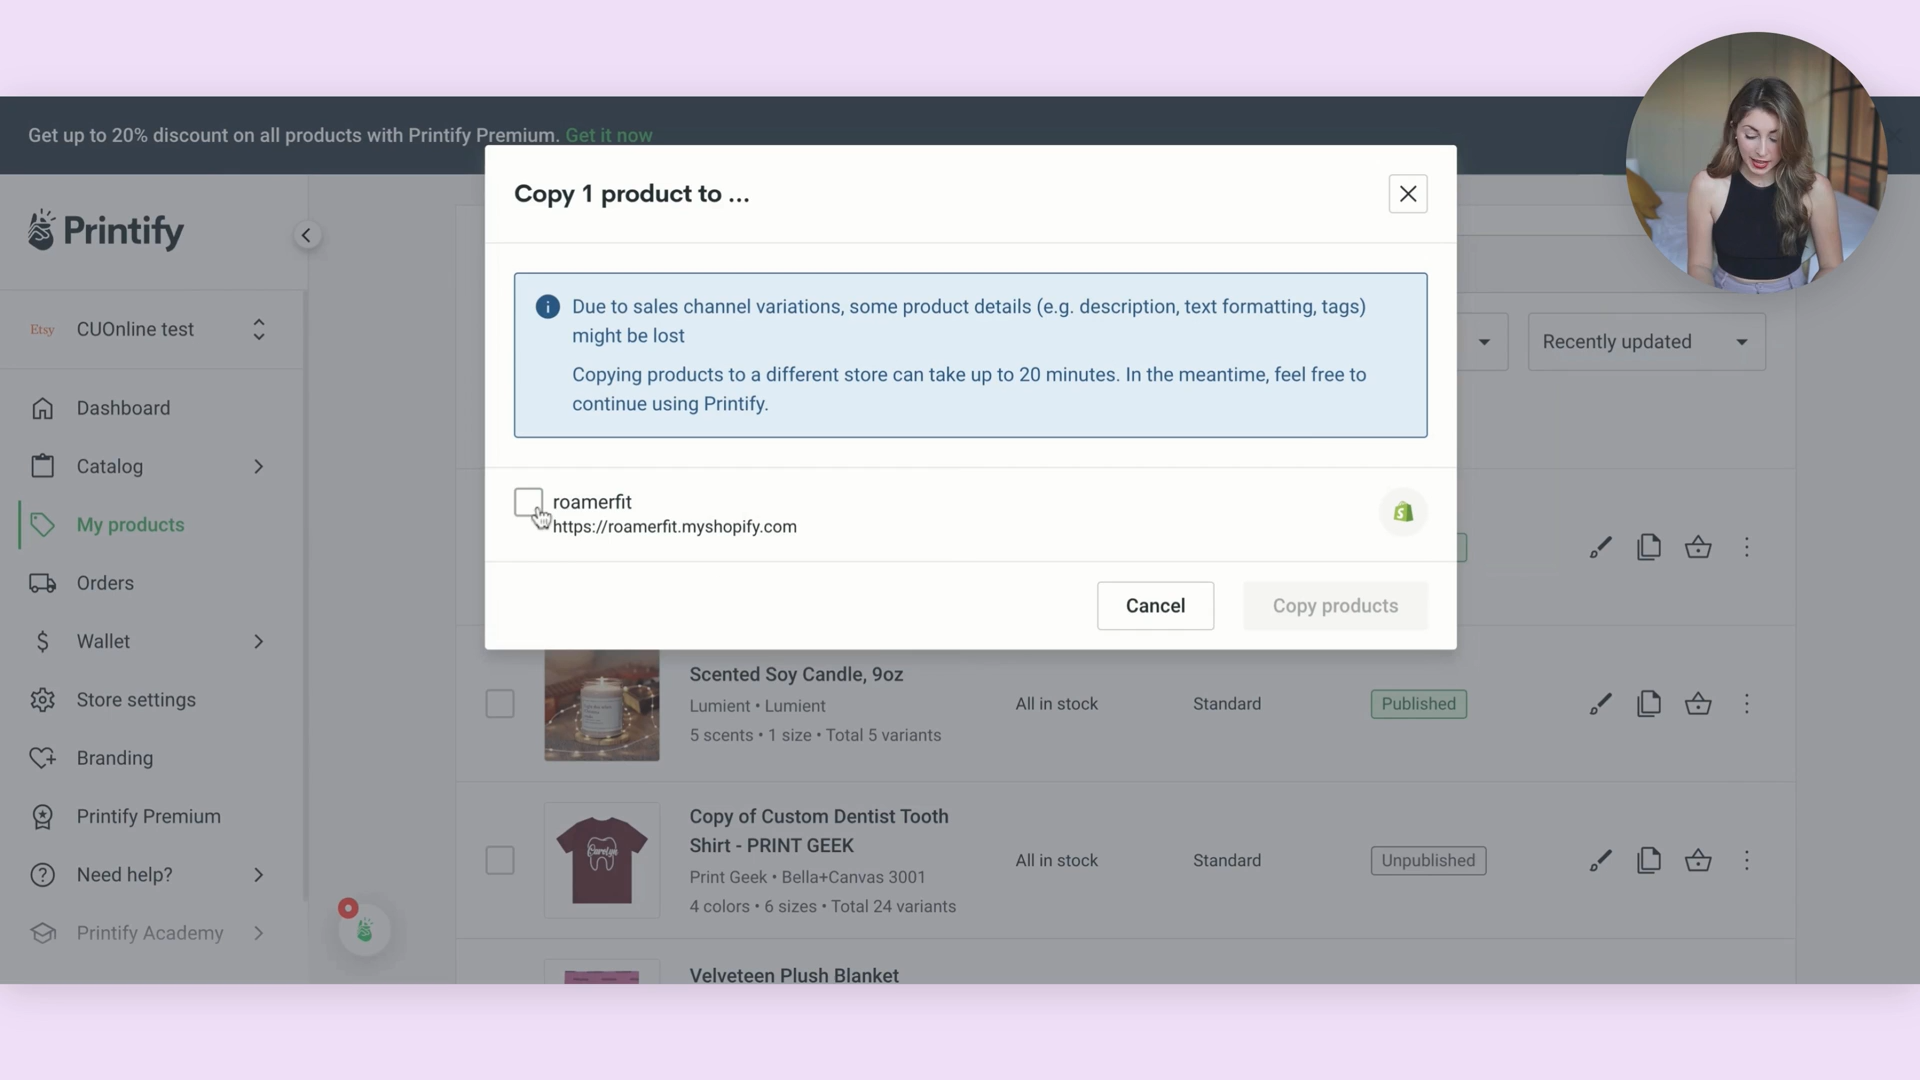 Get up to 20% discount on all products with Printify Premium. Get it now
Printify
Etsy CUOnline test
Dashboard
Catalog
My products
Orders
Wallet
Store settings
Branding
Printify Premium
Need help?
Printify Academy
Copy 1 product to ...
Due to sales channel variations, some product details (e.g. description, text formatting, tags)
might be lost
Copying products to a different store can take up to 20 minutes. In the meantime, feel free to
continue using Printify.
roamerfit
https://roamerfit.myshopify.com
Cancel
Copy products
Recently updated
Scented Soy Candle, 9oz
Lumient • Lumient
5 scents • 1 size • Total 5 variants
All in stock
Standard
Published
Copy of Custom Dentist Tooth
Shirt - PRINT GEEK
Print Geek • Bella+Canvas 3001
4 colors • 6 sizes • Total 24 variants
All in stock
Standard
Unpublished
Velveteen Plush Blanket